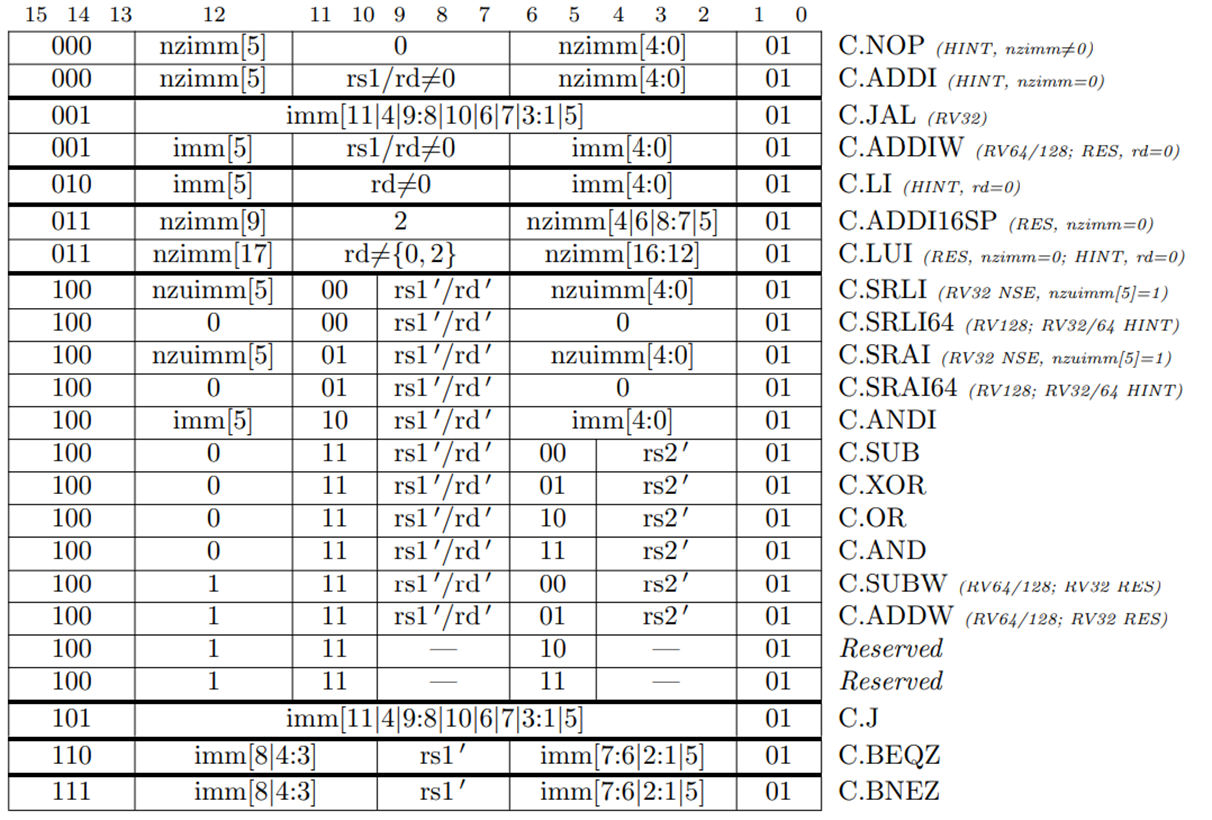 15 14 13 12 11 10 9 8 7 6 5 4 3 2 1 0
000 nzimm[5] 0 nzimm[4:0] 01 C.NOP (HINT, nzimm≠0)
000 nzimm[5] rs1/rd≠0 nzimm[4:0] 01 C.ADDI (HINT, nzimm=0)
001 imm[11|4|9:8|10|6|7|3:1|5] 01 C.JAL (RV32)
001 imm[5] rs1/rd≠0 imm[4:0] 01 C.ADDIW (RV64/128; RES, rd=0)
010 imm[5] rd≠0 imm[4:0] 01 C.LI (HINT, rd=0)
011 nzimm[9] 2 nzimm[4|6|8:7|5] 01 C.ADDI16SP (RES, nzimm=0)
011 nzimm[17] rd≠{0, 2} nzimm[16:12] 01 C.LUI (RES, nzimm=0; HINT, rd=0)
100 nzuimm[5] 00 rs1′/rd′ nzuimm[4:0] 01 C.SRLI (RV32 NSE, nzuimm[5]=1)
100 0 00 rs1′/rd′ 0 01 C.SRLI64 (RV128; RV32/64 HINT)
100 nzuimm[5] 01 rs1′/rd′ nzuimm[4:0] 01 C.SRAI (RV32 NSE, nzuimm[5]=1)
100 0 01 rs1′/rd′ 0 01 C.SRAI64 (RV128; RV32/64 HINT)
100 imm[5] 10 rs1′/rd′ imm[4:0] 01 C.ANDI
100 0 11 rs1′/rd′ 00 rs2′ 01 C.SUB
100 0 11 rs1′/rd′ 01 rs2′ 01 C.XOR
100 0 11 rs1′/rd′ 10 rs2′ 01 C.OR
100 0 11 rs1′/rd′ 11 rs2′ 01 C.AND
100 1 11 rs1′/rd′ 00 rs2′ 01 C.SUBW (RV64/128; RV32 RES)
100 1 11 rs1′/rd′ 01 rs2′ 01 C.ADDW (RV64/128; RV32 RES)
100 1 11 — 10 — 01 Reserved
100 1 11 — 11 — 01 Reserved
101 imm[11|4|9:8|10|6|7|3:1|5] 01 C.J
110 imm[8|4:3] rs1′ imm[7:6|2:1|5] 01 C.BEQZ
111 imm[8|4:3] rs1′ imm[7:6|2:1|5] 01 C.BNEZ